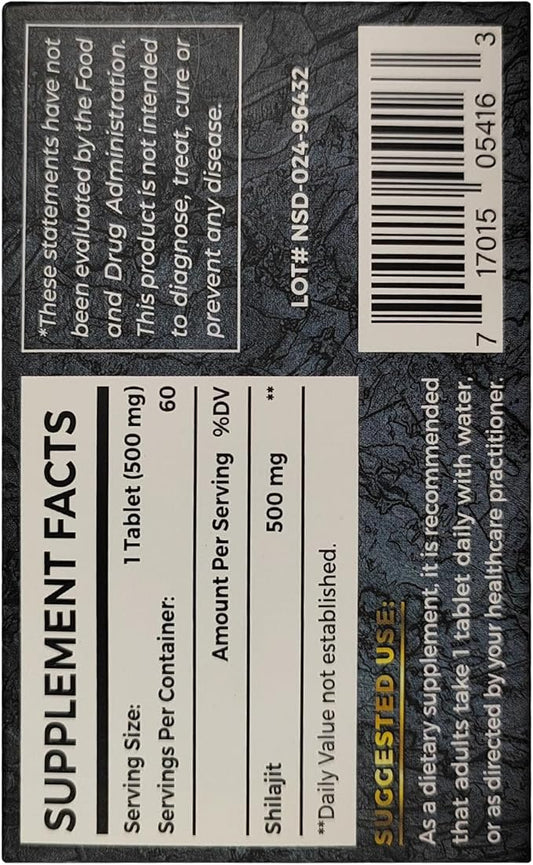 SUPPLEMENT FACTS
Serving Size: 1 Tablet (500 mg)
Servings Per Container: 60
Amount Per Serving %DV
Shilajit 500 mg **
**Daily Value not established.
SUGGESTED USE:
As a dietary supplement, it is recommended
that adults take 1 tablet daily with water,
or as directed by your healthcare practitioner.
*These statements have not
been evaluated by the Food
and Drug Administration.
This product is not intended
to diagnose, treat, cure or
prevent any disease.
LOT# NSD-024-96432
7 17015 05416 3